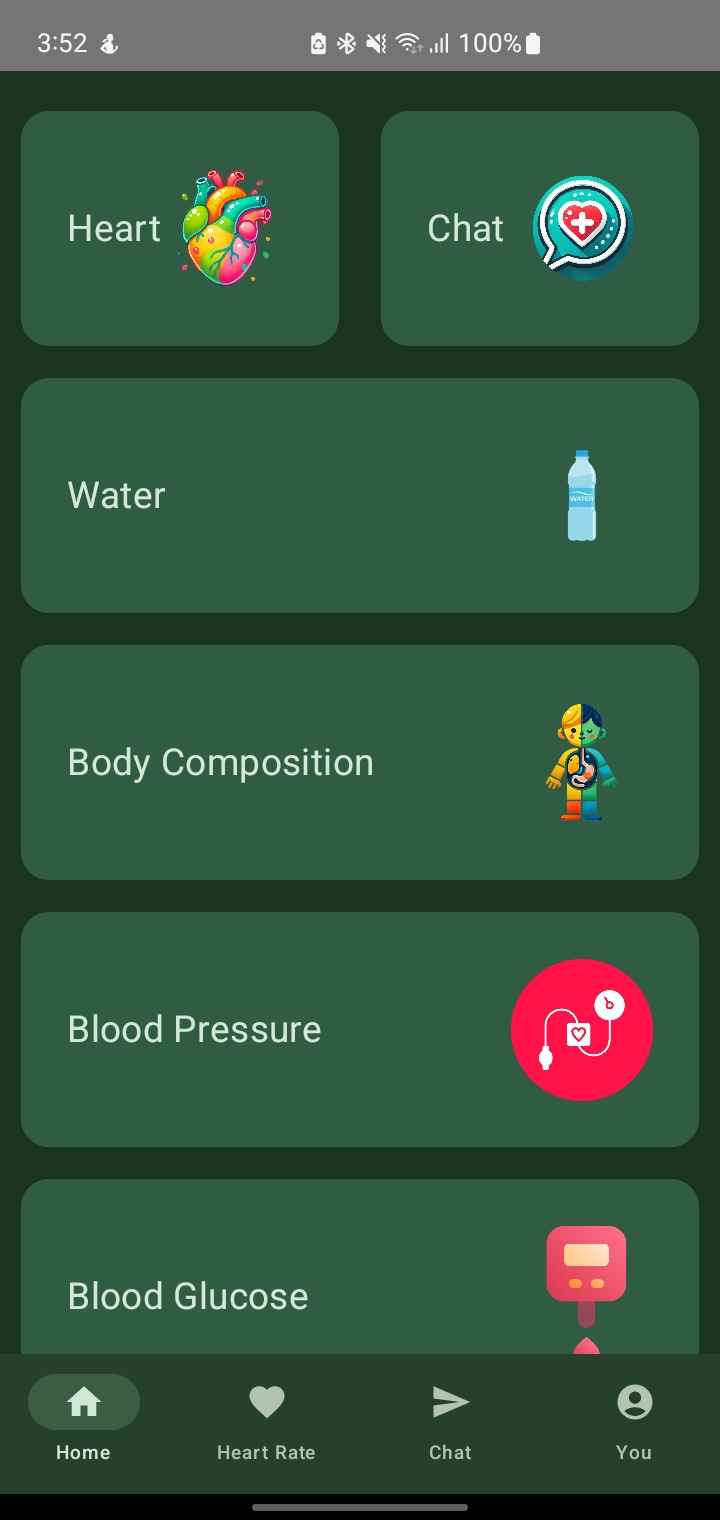 3:52
100%
Heart
Chat
Water
WATER
Body Composition
Blood Pressure
Blood Glucose
Home
Heart Rate
Chat
You